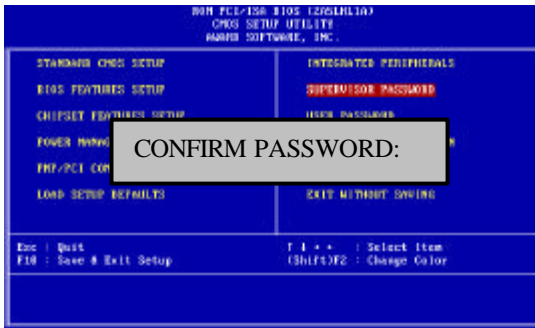 ROM PCI/ISA BIOS (2A5LHL1A)
CMOS SETUP UTILITY
AWARD SOFTWARE, INC.
STANDARD CMOS SETUP
INTEGRATED PERIPHERALS
BIOS FEATURES SETUP
SUPERVISOR PASSWORD
CHIPSET FEATURES SETUP
USER PASSWORD
POWER MANAG
N
CONFIRM PASSWORD:
PNP/PCI CON
LOAD SETUP DEFAULTS
EXIT WITHOUT SAVING
Esc : Quit
: Select Item
F10 : Save & Exit Setup
(Shift)F2 : Change Color